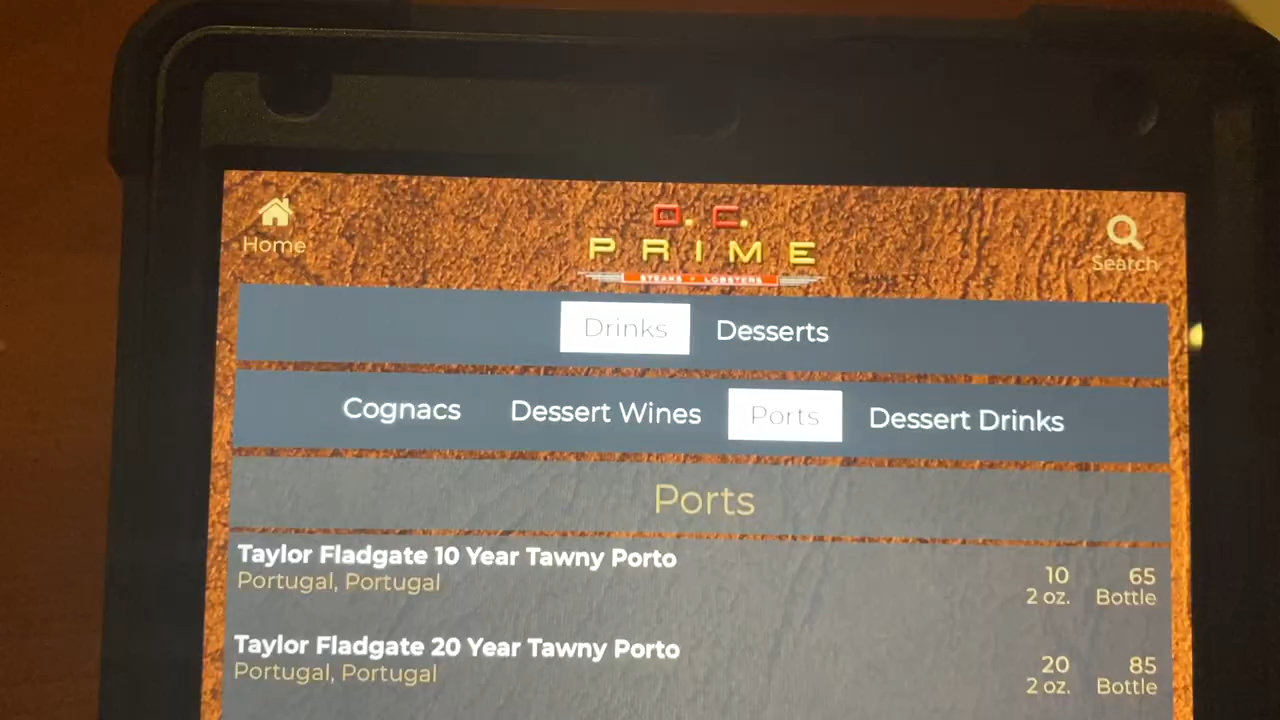 Home
D.C.
PRIME
STEAKS LOBSTERS
Search
Drinks
Desserts
Cognacs
Dessert Wines
Ports
Dessert Drinks
Ports
Taylor Fladgate 10 Year Tawny Porto
Portugal, Portugal
10
2 oz.
65
Bottle
Taylor Fladgate 20 Year Tawny Porto
Portugal, Portugal
20
2 oz.
85
Bottle